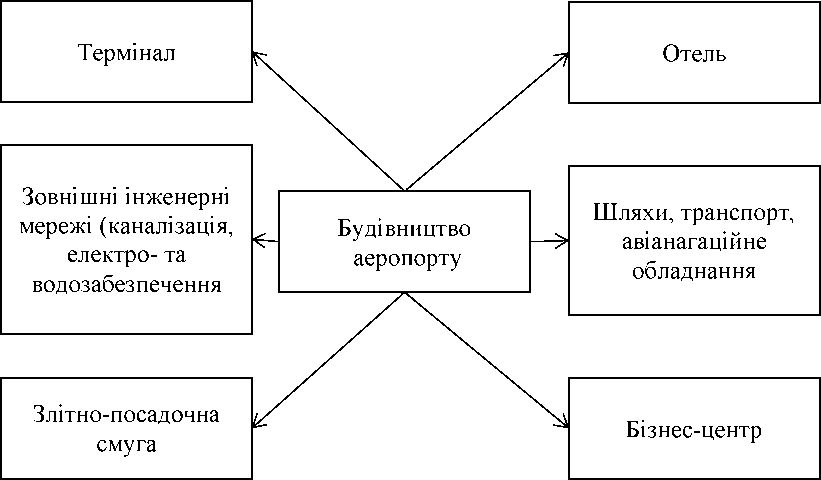 Термінал
Отель
Зовнішні інженерні
мережі (каналізація,
електро- та
водозабезпечення
Будівництво
аеропорту
Шляхи, транспорт,
авіанагаційне
обладнання
Злітно-посадочна
смуга
Бізнес-центр